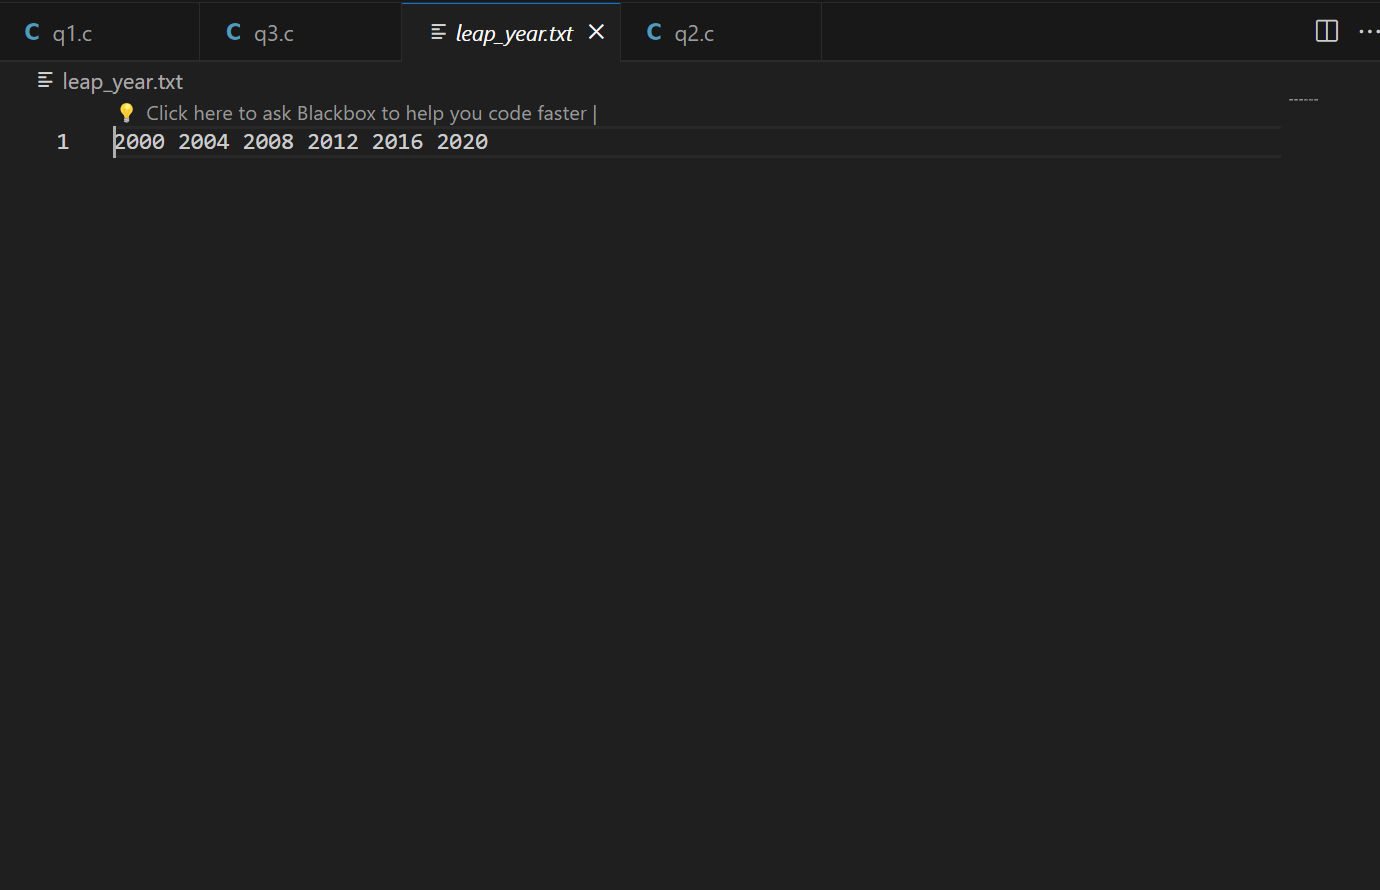 C q1.c C q3.c leap_year.txt C q2.c
leap_year.txt
Click here to ask Blackbox to help you code faster |
1 2000 2004 2008 2012 2016 2020